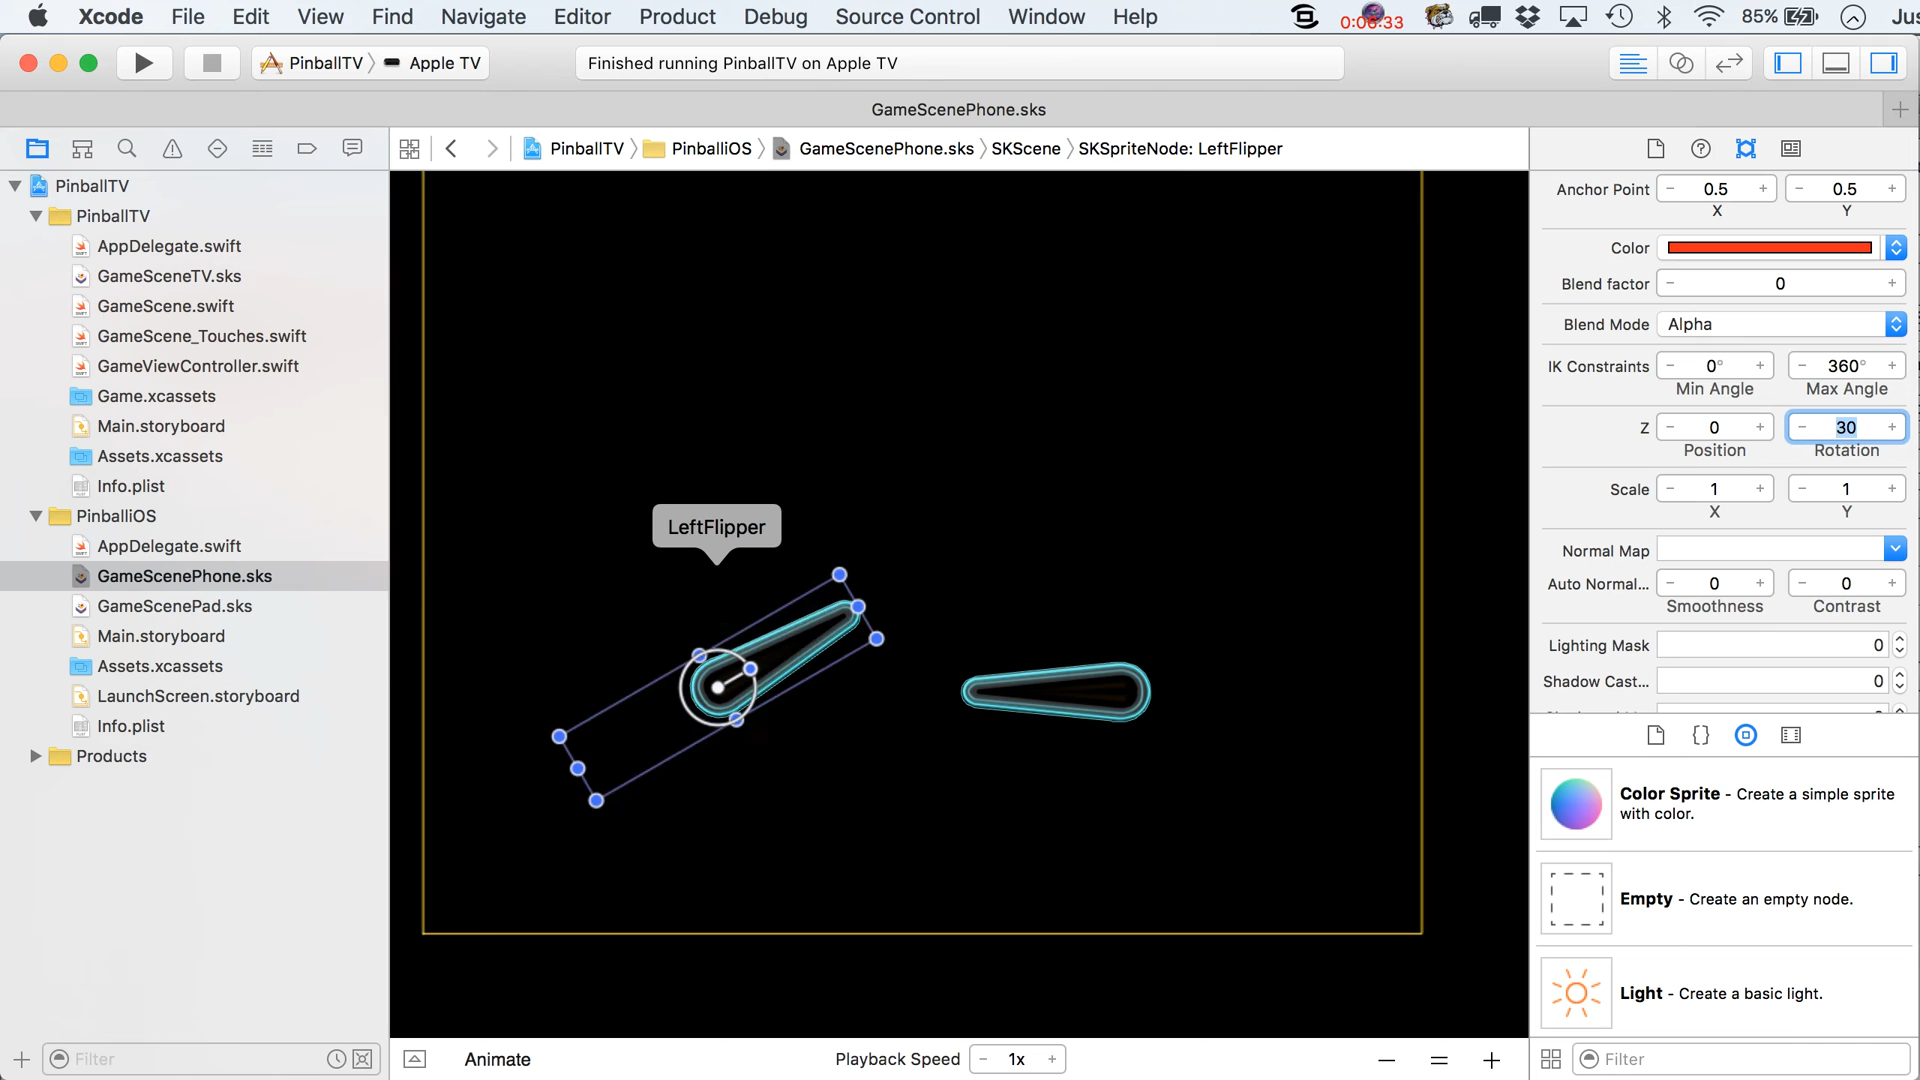 Xcode File Edit View Find Navigate Editor Product Debug Source Control Window Help 85% Jus
PinballTV Apple TV Finished running PinballTV on Apple TV
GameScenePhone.sks
PinballTV PinballiOS GameScenePhone.sks SKScene SKSpriteNode: LeftFlipper
PinballTV
PinballTV
AppDelegate.swift
GameSceneTV.sks
GameScene.swift
GameScene_Touches.swift
GameViewController.swift
Game.xcassets
Main.storyboard
Assets.xcassets
Info.plist
PinballiOS
AppDelegate.swift
GameScenePhone.sks
GameScenePad.sks
Main.storyboard
Assets.xcassets
LaunchScreen.storyboard
Info.plist
Products
Filter
LeftFlipper
Animate
Playback Speed − 1x +
Anchor Point − 0.5 + − 0.5 +
X Y
Color
Blend factor − 0 +
Blend Mode Alpha
IK Constraints − 0° + − 360° +
Min Angle Max Angle
Z − 0 + − 30 +
Position Rotation
Scale − 1 + − 1 +
X Y
Normal Map
Auto Normal... − 0 + − 0 +
Smoothness Contrast
Lighting Mask 0
Shadow Cast... 0
Color Sprite - Create a simple sprite
with color.
Empty - Create an empty node.
Light - Create a basic light.
Filter